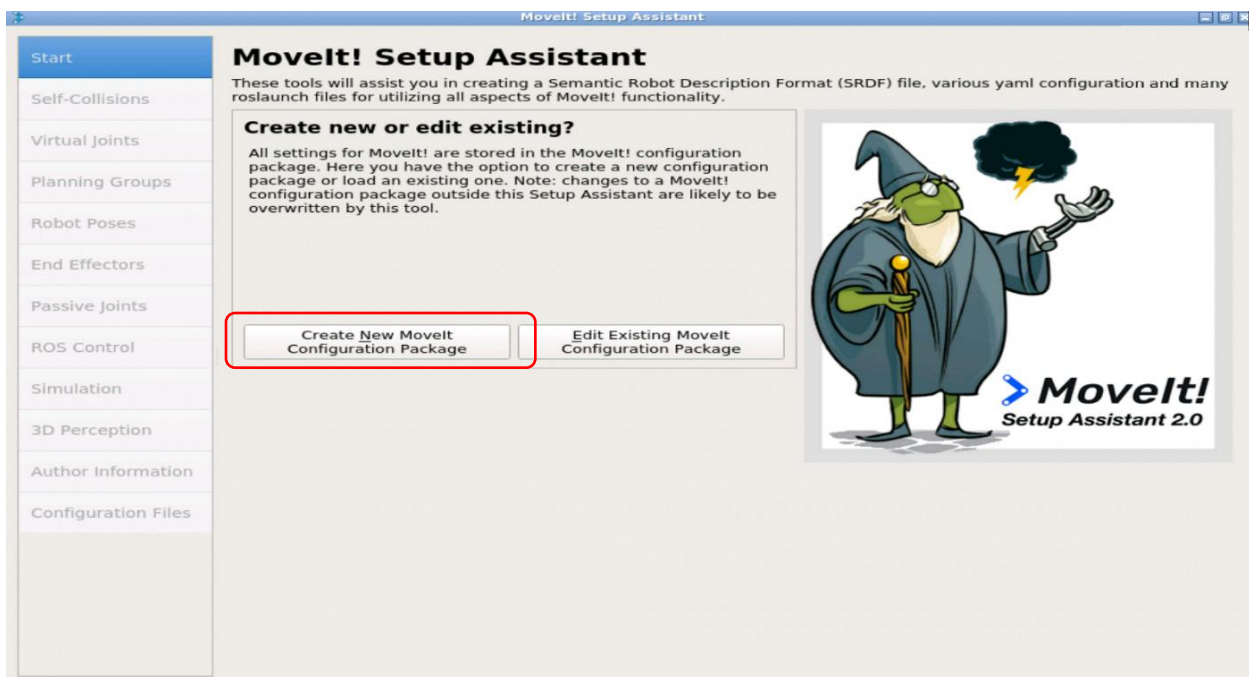 MoveIt! Setup Assistant
Start
Self-Collisions
Virtual Joints
Planning Groups
Robot Poses
End Effectors
Passive Joints
ROS Control
Simulation
3D Perception
Author Information
Configuration Files
MoveIt! Setup Assistant
These tools will assist you in creating a Semantic Robot Description Format (SRDF) file, various yaml configuration and many
roslaunch files for utilizing all aspects of MoveIt! functionality.
Create new or edit existing?
All settings for MoveIt! are stored in the MoveIt! configuration
package. Here you have the option to create a new configuration
package or load an existing one. Note: changes to a MoveIt!
configuration package outside this Setup Assistant are likely to be
overwritten by this tool.
Create New MoveIt
Configuration Package
Edit Existing MoveIt
Configuration Package
MoveIt!
Setup Assistant 2.0